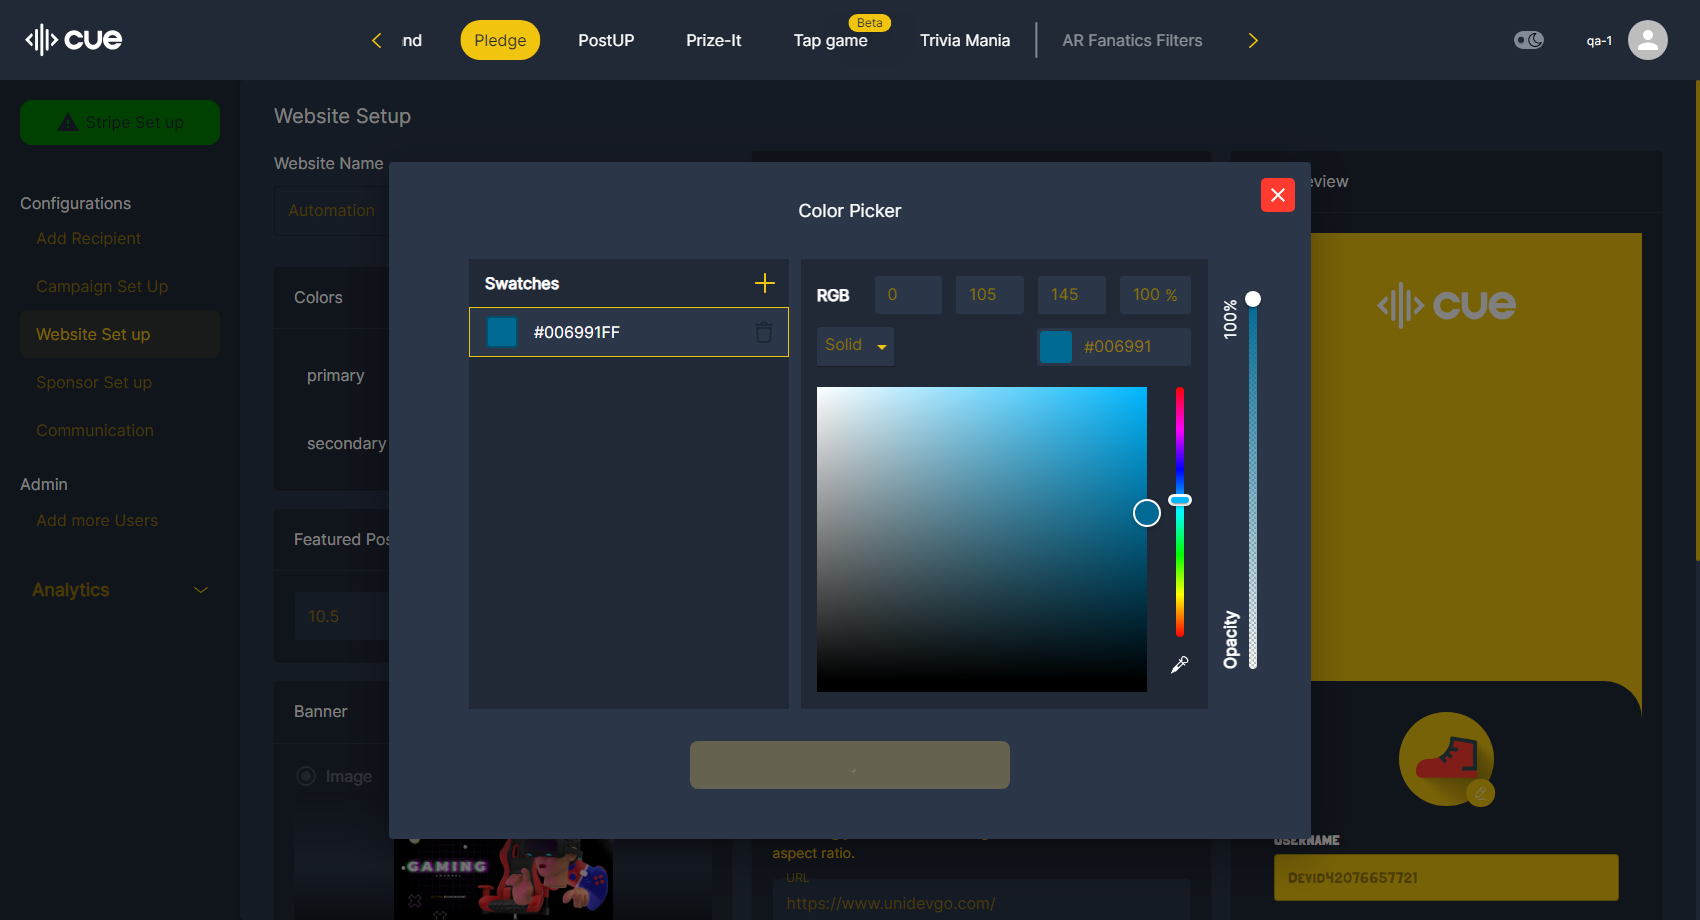 cue
nd
Pledge
PostUP
Prize-It
Beta
Tap game
Trivia Mania
AR Fanatics Filters
qa-1
Stripe Set up
Configurations
Add Recipient
Campaign Set Up
Website Set up
Sponsor Set up
Communication
Admin
Add more Users
Analytics
Website Setup
Website Name
Automation
Colors
primary
secondary
Featured Pos
10.5
Banner
Image
GAMING
Color Picker
Swatches
#006991FF
RGB
0
105
145
100 %
Solid
#006991
100%
Opacity
aspect ratio.
URL
https://www.unidevgo.com/
eview
cue
USERNAME
DEVID42076657721